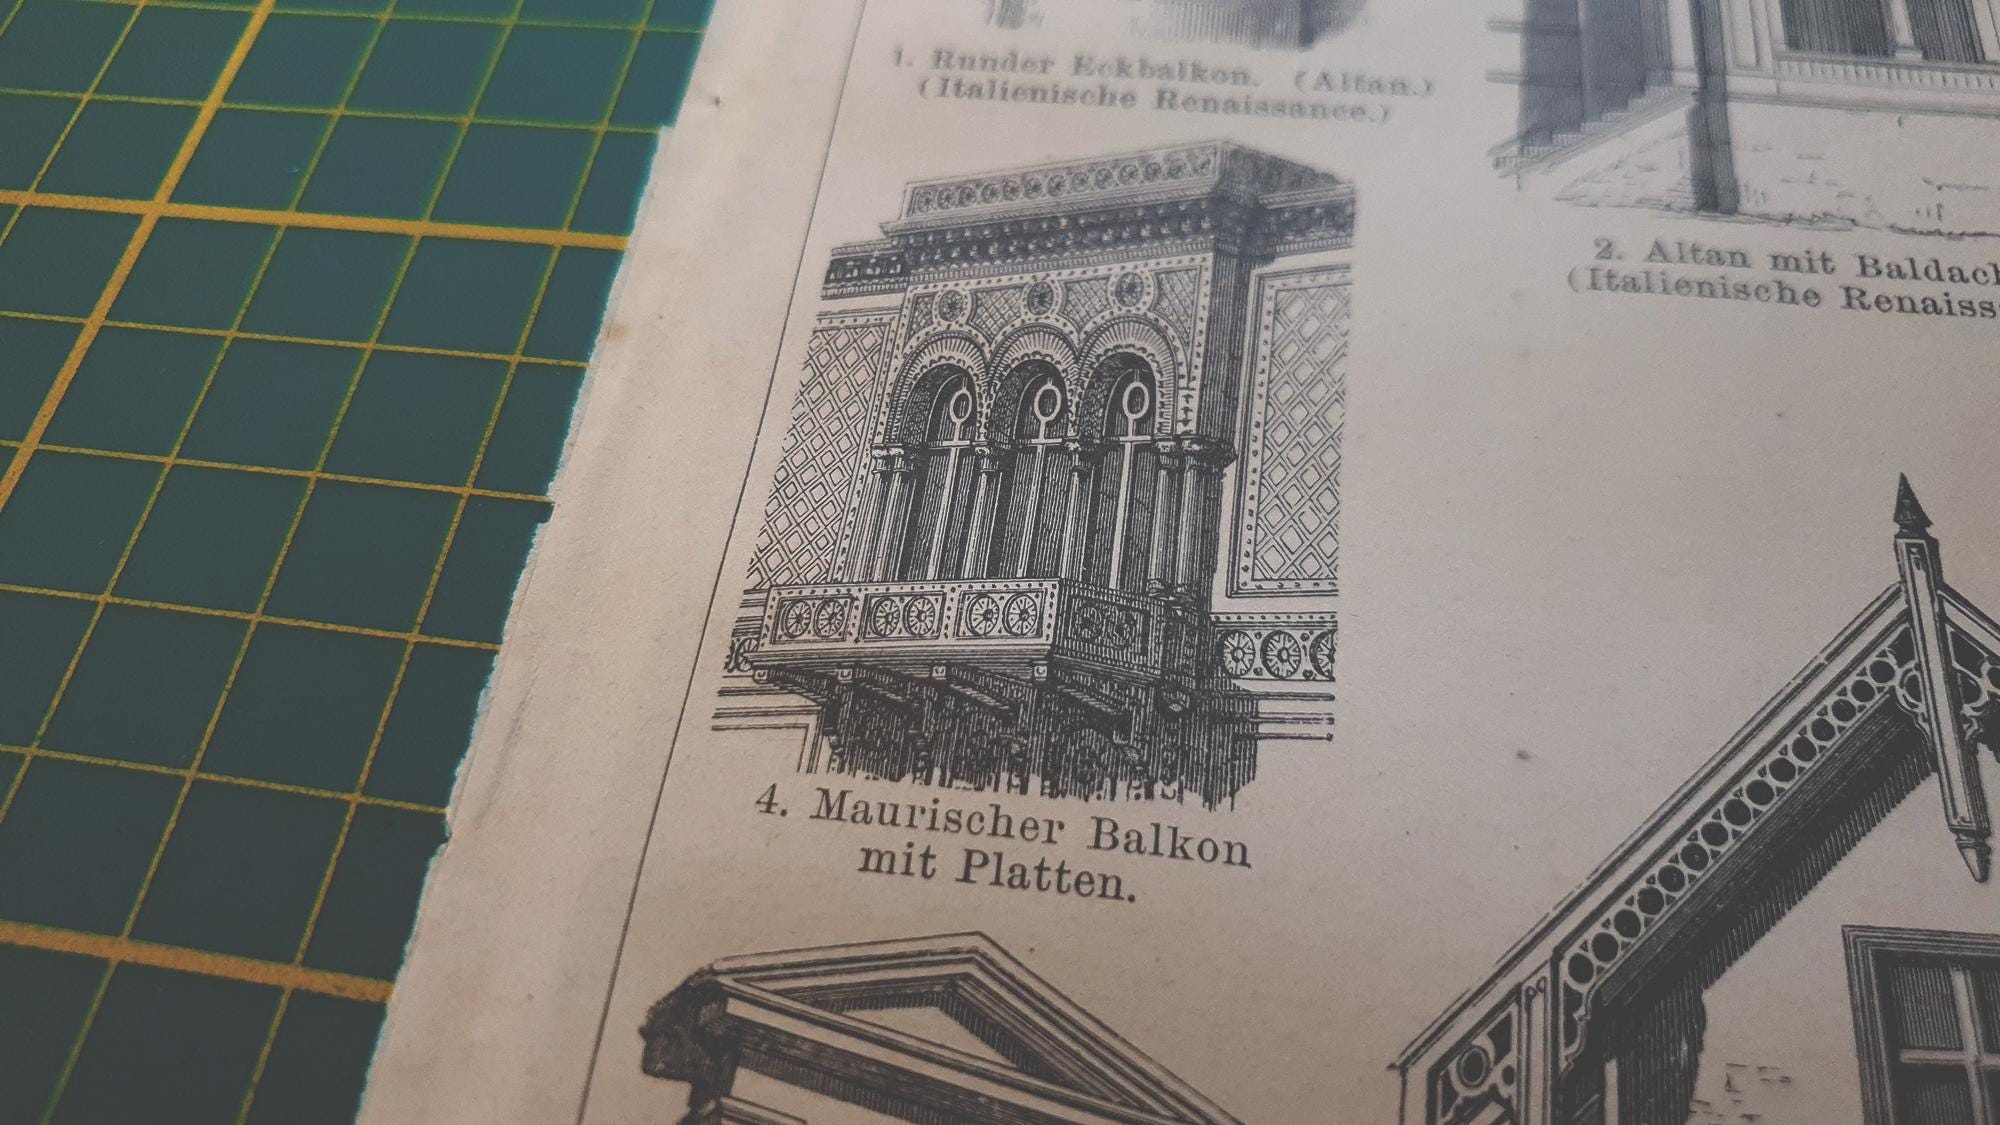 1. Runder Eckbalkon. (Altan.)
(Italienische Renaissance.)
2. Altan mit Baldach
(Italienische Renaiss
4. Maurischer Balkon
mit Platten.